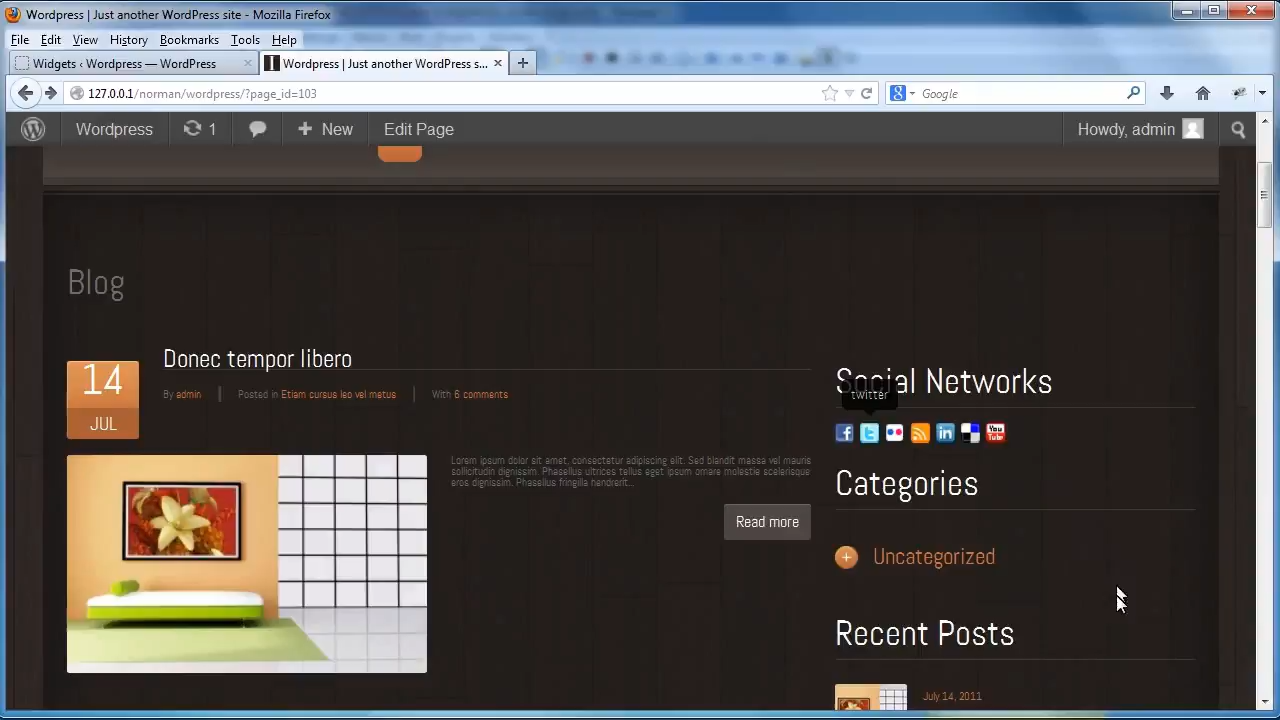 Wordpress | Just another WordPress site - Mozilla Firefox
File Edit View History Bookmarks Tools Help
Widgets ‹ Wordpress — WordPress
Wordpress | Just another WordPress s...
127.0.0.1/norman/wordpress/?page_id=103
Google
Wordpress 1 New Edit Page Howdy, admin
Blog
14
JUL
Donec tempor libero
By admin Posted in Etiam cursus leo vel metus With 6 comments
Lorem ipsum dolor sit amet, consectetur adipiscing elit. Sed blandit massa vel mauris
sollicitudin dignissim. Phasellus ultrices tellus eget ipsum ornare molestie scelerisque
eros dignissim. Phasellus fringilla hendrerit...
Read more
Social Networks
twitter
You
Tube
Categories
Uncategorized
Recent Posts
July 14, 2011